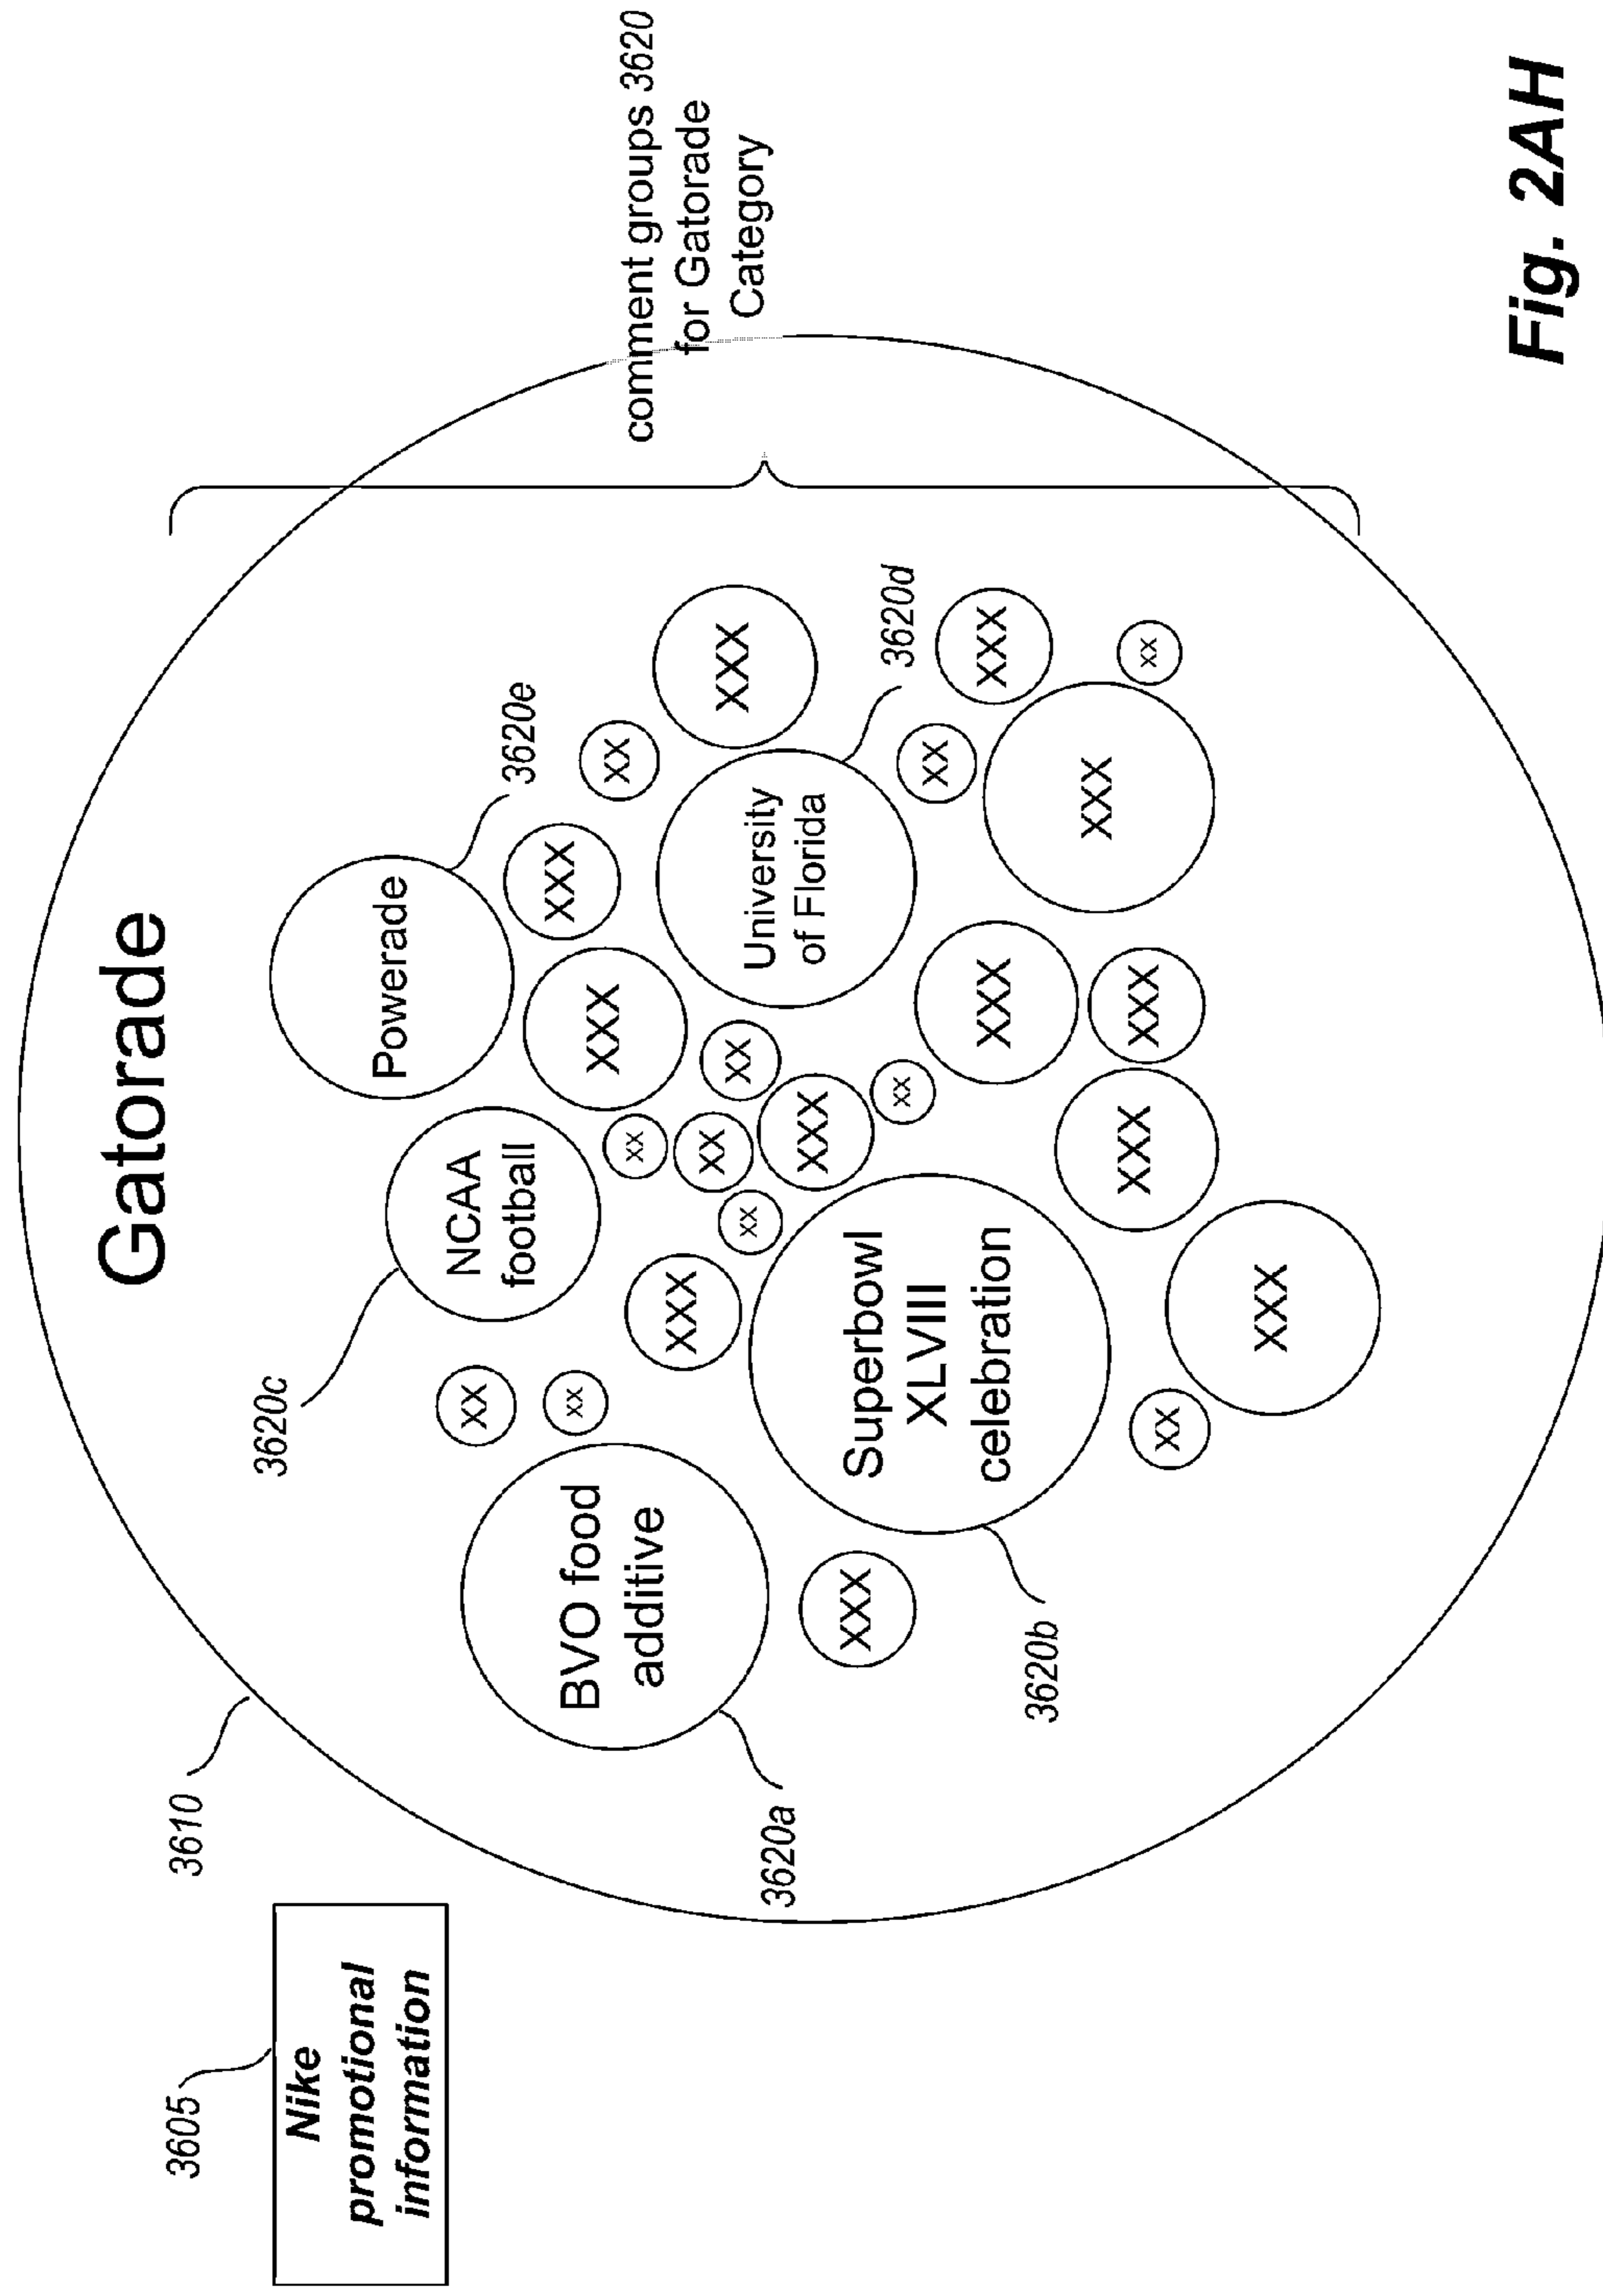 3605
Nike
promotional
information
3610
Gatorade
3620c
3620e
Powerade
NCAA
football
xx
xx
xxx
xxx
xx
BVO food
additive
xxx
xx
xx
xx
xx
xxx
University
of Florida
xxx
3620a
xxx
Superbowl
XLVIII
celebration
xxx
xx
3620d
xx
xxx
xxx
xxx
xxx
xx
3620b
xx
xxx
xxx
comment groups 3620
for Gatorade
Category
Fig. 2AH